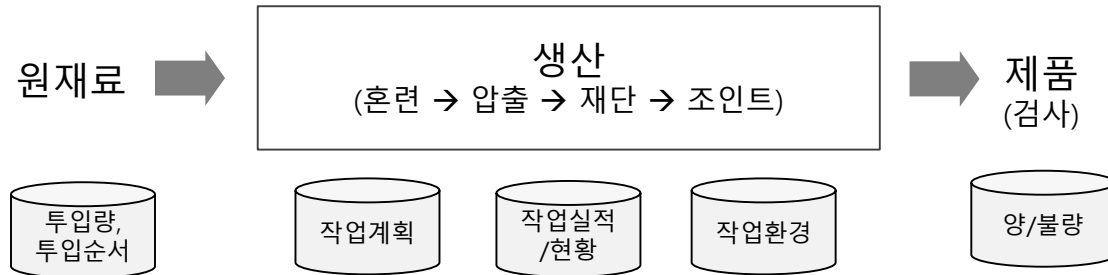 원재료
생산
(혼련 → 압출 → 재단 → 조인트)
제품
(검사)
투입량,
투입순서
작업계획
작업실적
/현황
작업환경
양/불량